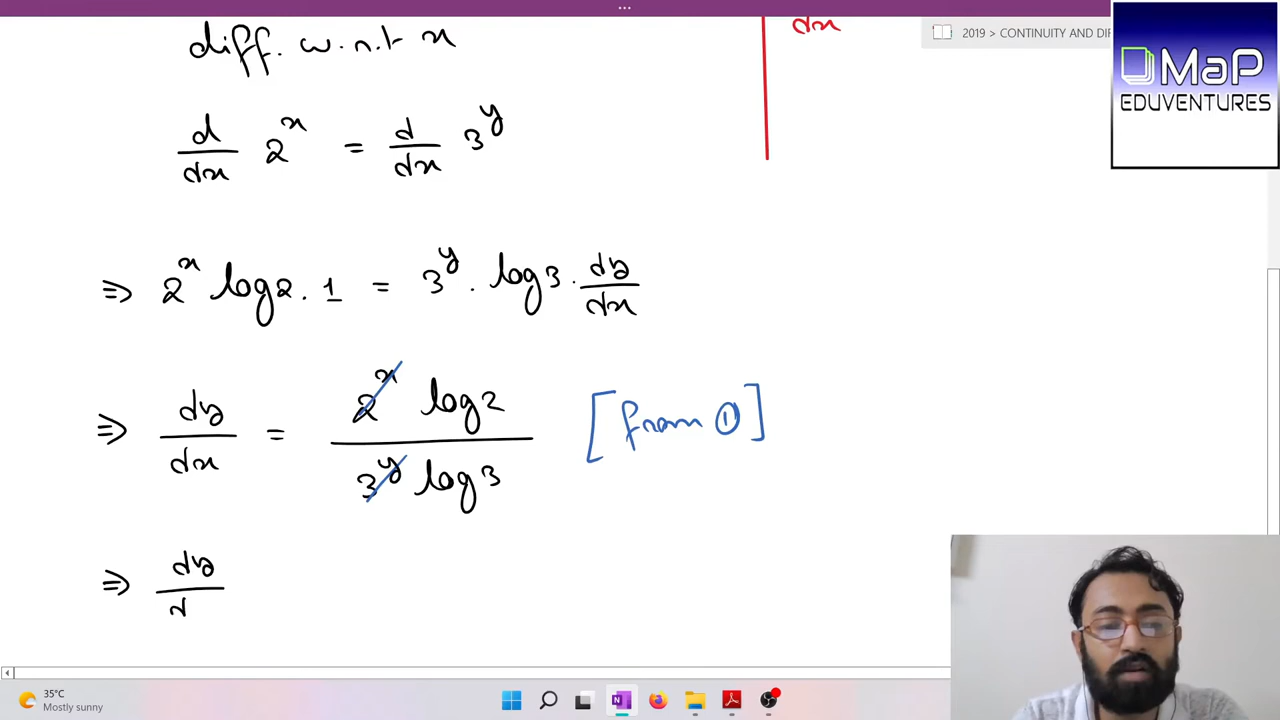 ...
diff. w.r.t x
dx
2019 > CONTINUITY AND DIF
MaP
EDUVENTURES
d/dx 2^x = d/dx 3^y
⇒ 2^x log2 . 1 = 3^y . log3 . dy/dx
⇒ dy/dx = 2^x log2 / 3^y log3 [from ①]
⇒ dy/d
35°C
Mostly sunny